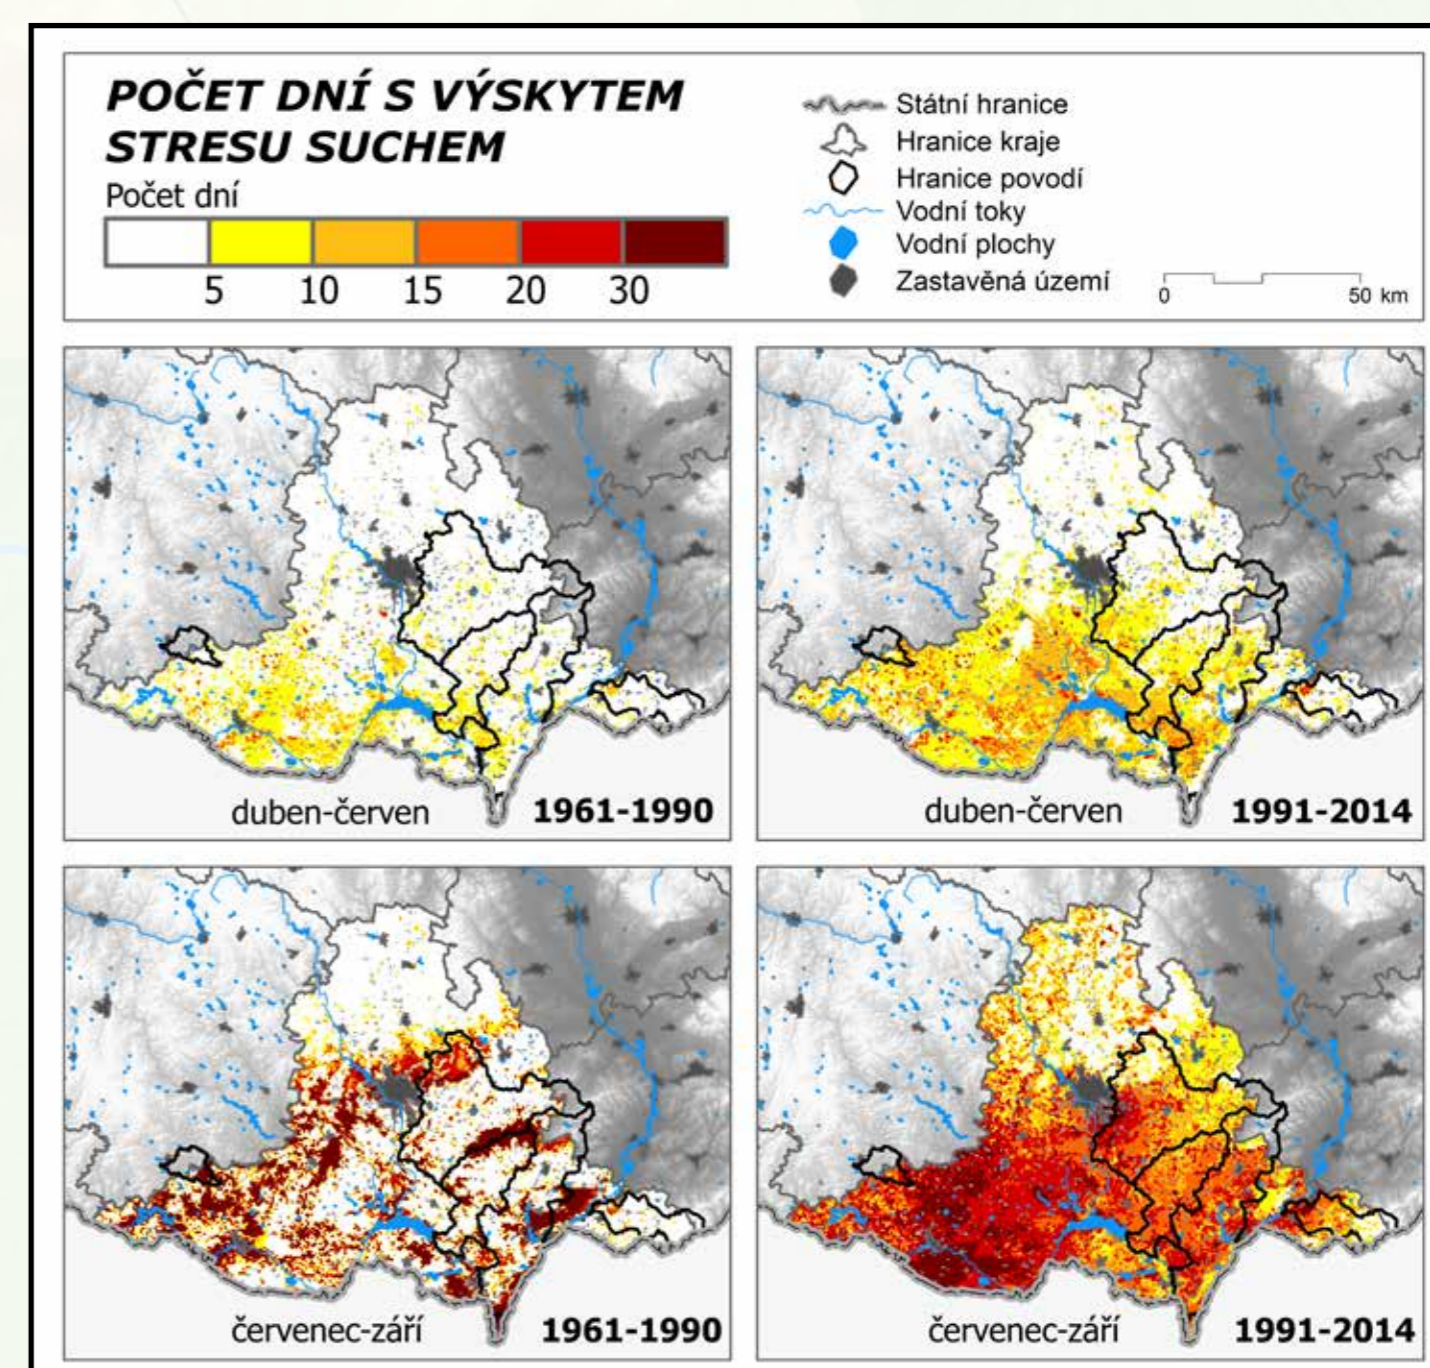 POČET DNÍ S VÝSKYTEM
STRESU SUCHEM
Počet dní
5 10 15 20 30
Státní hranice
Hranice kraje
Hranice povodí
Vodní toky
Vodní plochy
Zastavěná území
0 50 km
duben-červen 1961-1990
duben-červen 1991-2014
červenec-září 1961-1990
červenec-září 1991-2014